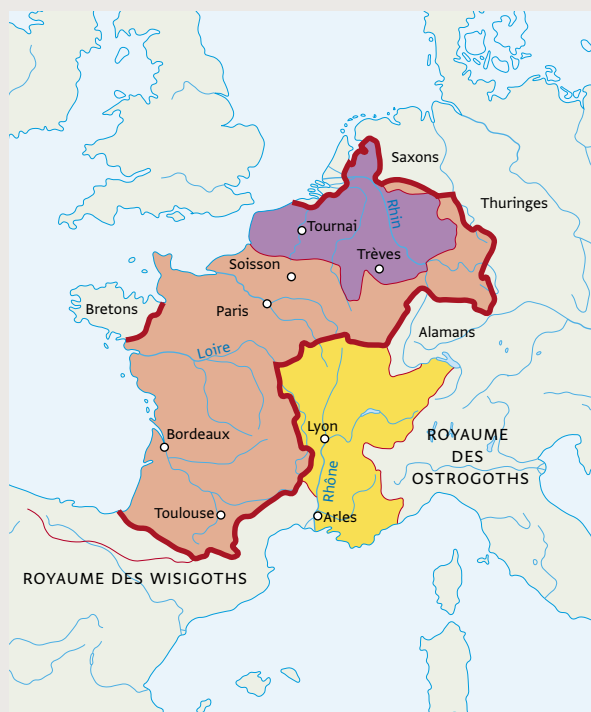 Saxons
Thuringes
Rhin
Tournai
Trèves
Soisson
Bretons
Paris
Alamans
Loire
Lyon
Bordeaux
ROYAUME
DES
OSTROGOTHS
Rhône
Toulouse
Arles
ROYAUME DES WISIGOTHS